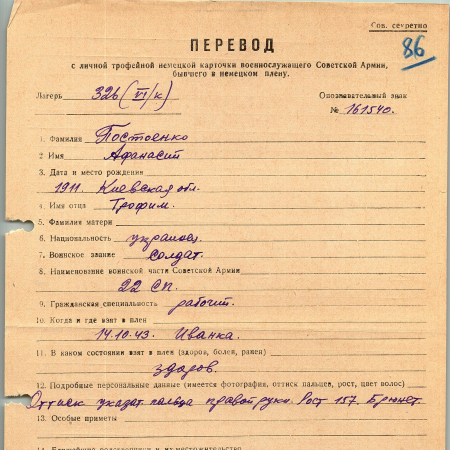 Сов. секретно
86
ПЕРЕВОД
с личной трофейной немецкой карточки военнослужащего Советской Армии,
бывшего в немецком плену.
Лагерь 326 (VI/к) Опознавательный знак
№ 161540.
1. Фамилия Постоенко
2 Имя Афанасий
3. Дата и место рождения
1911. Киевская обл.
4. Имя отца Трофим.
5. Фамилия матери
6. Национальность украинец.
7. Воинское звание солдат.
8. Наименование воинской части Советской Армии
22 сп.
9. Гражданская специальность рабочий.
10. Когда и где взят в плен
14.10.43. Иванка.
11. В каком состоянии взят в плен (здоров, болен, ранен)
здоров.
12. Подробные персональные данные (имеется фотография, оттиск пальцев, рост, цвет волос)
Оттиск указат. пальца правой руки. Рост 157. Брюнет.
13. Особые приметы